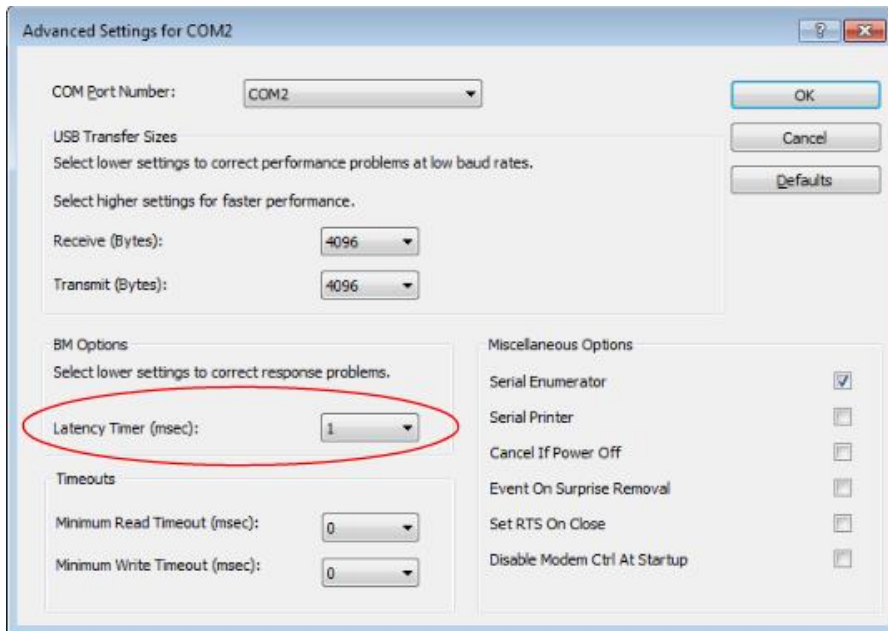 Advanced Settings for COM2
COM Port Number: COM2
OK
USB Transfer Sizes
Cancel
Select lower settings to correct performance problems at low baud rates.
Defaults
Select higher settings for faster performance.
Receive (Bytes): 4096
Transmit (Bytes): 4096
BM Options
Select lower settings to correct response problems.
Latency Timer (msec): 1
Timeouts
Minimum Read Timeout (msec): 0
Minimum Write Timeout (msec): 0
Miscellaneous Options
Serial Enumerator
Serial Printer
Cancel If Power Off
Event On Surprise Removal
Set RTS On Close
Disable Modem Ctrl At Startup